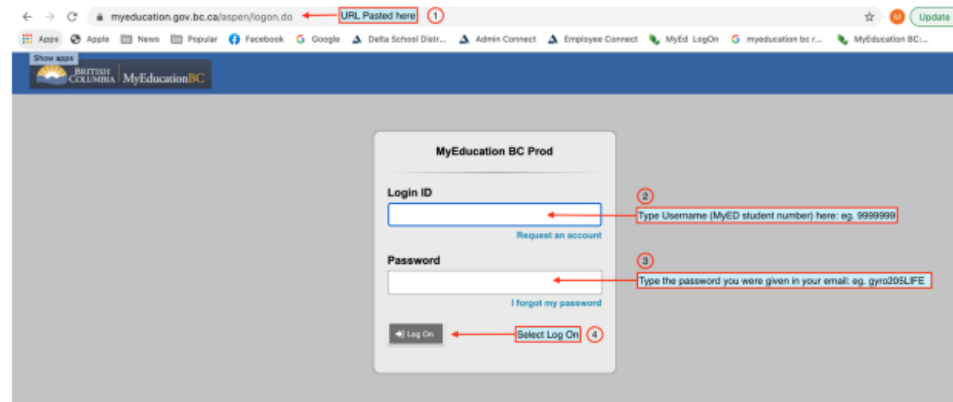 myeducation.gov.bc.ca/aspen/logon.do URL Pasted here 1 M Update
Apps Apple News Popular Facebook Google Delta School Distr... Admin Connect Employee Connect MyEd LogOn myeducation bc r... MyEducation BC:...
Show apps
BRITISH COLUMBIA MyEducationBC
MyEducation BC Prod
Login ID
2
Type Username (MyED student number) here: eg. 9999999
Request an account
Password
3
Type the password you were given in your email: eg. gyro205LIFE
I forgot my password
Log On Select Log On 4